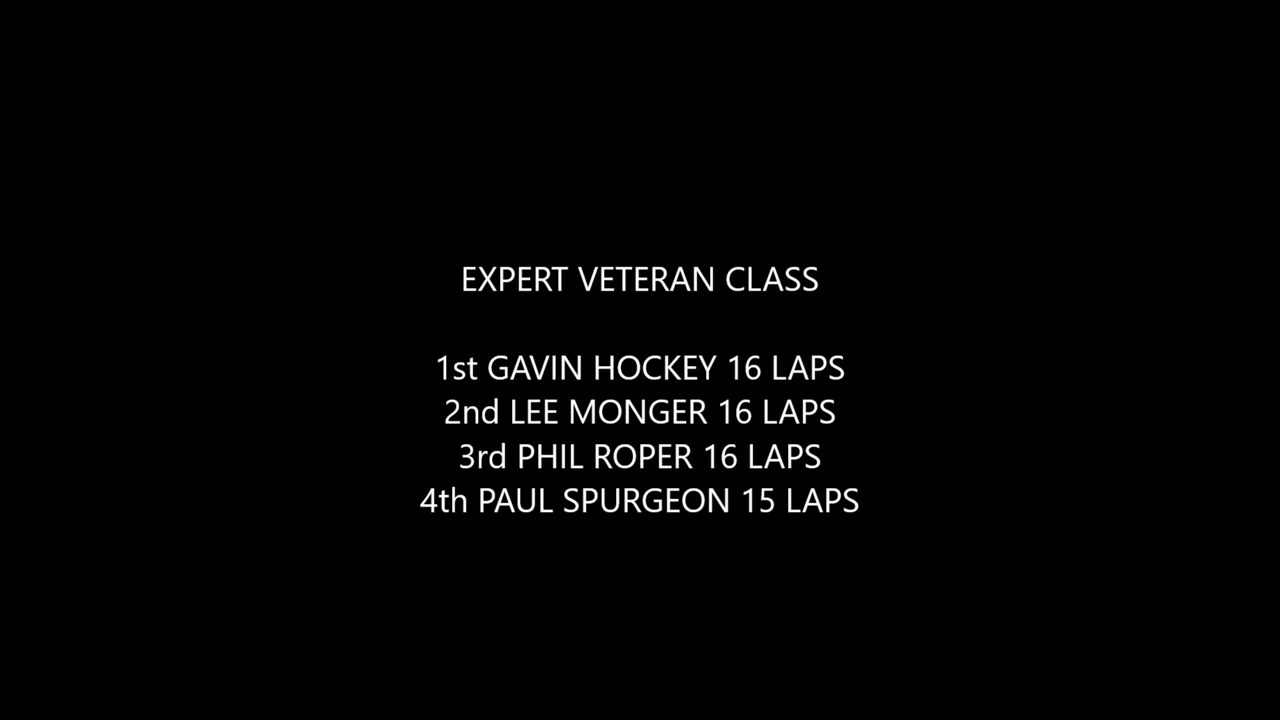 EXPERT VETERAN CLASS
1st GAVIN HOCKEY 16 LAPS
2nd LEE MONGER 16 LAPS
3rd PHIL ROPER 16 LAPS
4th PAUL SPURGEON 15 LAPS